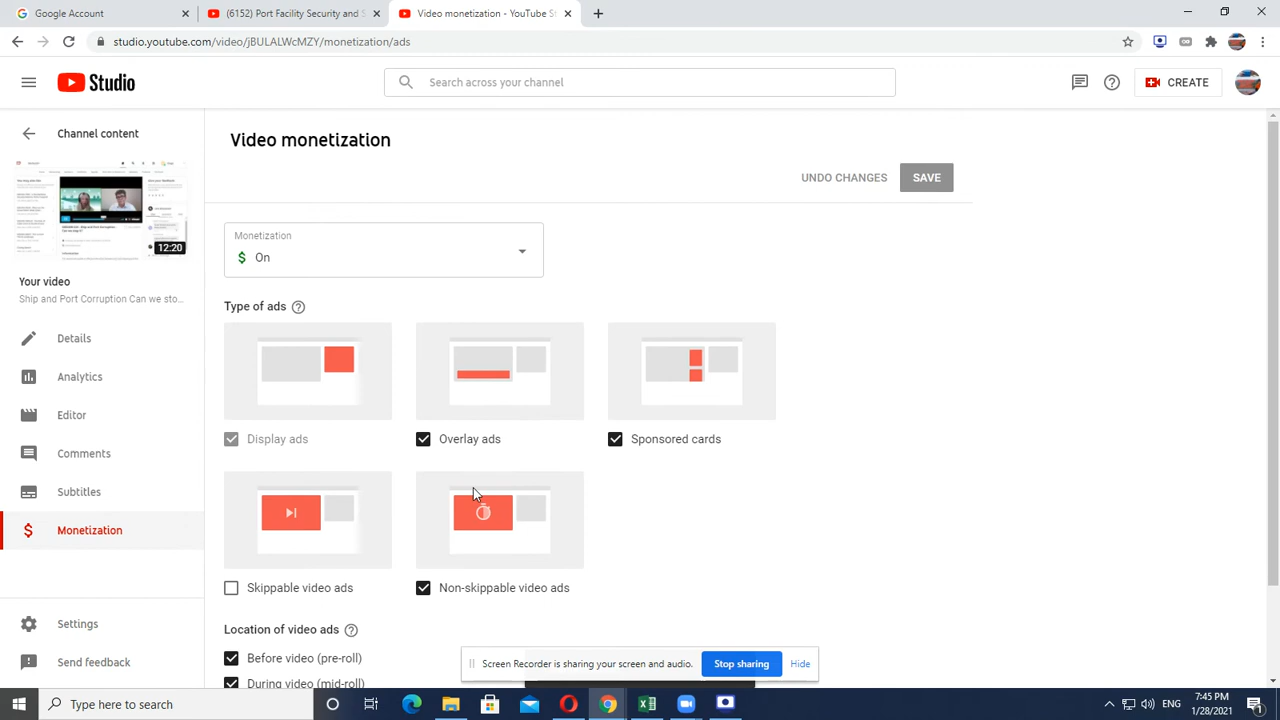 Google
(6152) Port Facility Security and S
Video monetization - YouTube St
studio.youtube.com/video/jBULALWcMZY/monetization/ads
Studio
Search across your channel
CREATE
Channel content
Video monetization
UNDO CHANGES
SAVE
12:20
Monetization
$ On
Your video
Ship and Port Corruption Can we sto...
Type of ads
Details
Analytics
Editor
Display ads
Overlay ads
Sponsored cards
Comments
Subtitles
$ Monetization
Skippable video ads
Non-skippable video ads
Settings
Location of video ads
Send feedback
Before video (pre-roll)
During video (mid-roll)
Screen Recorder is sharing your screen and audio.
Stop sharing
Hide
Type here to search
ENG
7:45 PM
1/28/2021